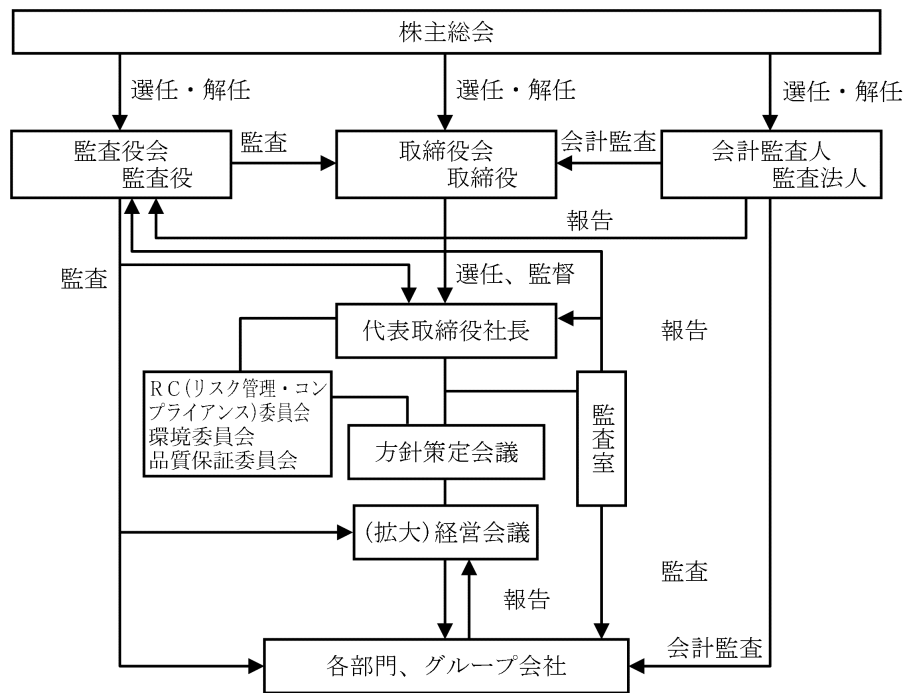 株主総会
選任・解任
選任・解任
選任・解任
監査役会
監査役
監査
取締役会
取締役
会計監査
会計監査人
監査法人
報告
監査
選任、監督
代表取締役社長
報告
RC(リスク管理・コン
プライアンス)委員会
環境委員会
品質保証委員会
方針策定会議
監査室
(拡大)経営会議
監査
報告
各部門、グループ会社
会計監査